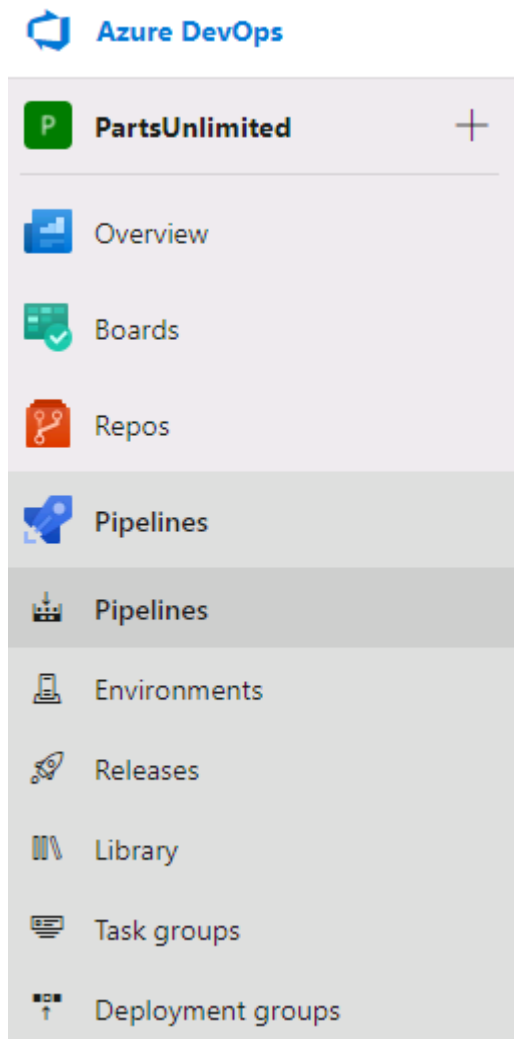 Azure DevOps
P PartsUnlimited
Overview
Boards
Repos
Pipelines
Pipelines
Environments
Releases
Library
Task groups
Deployment groups